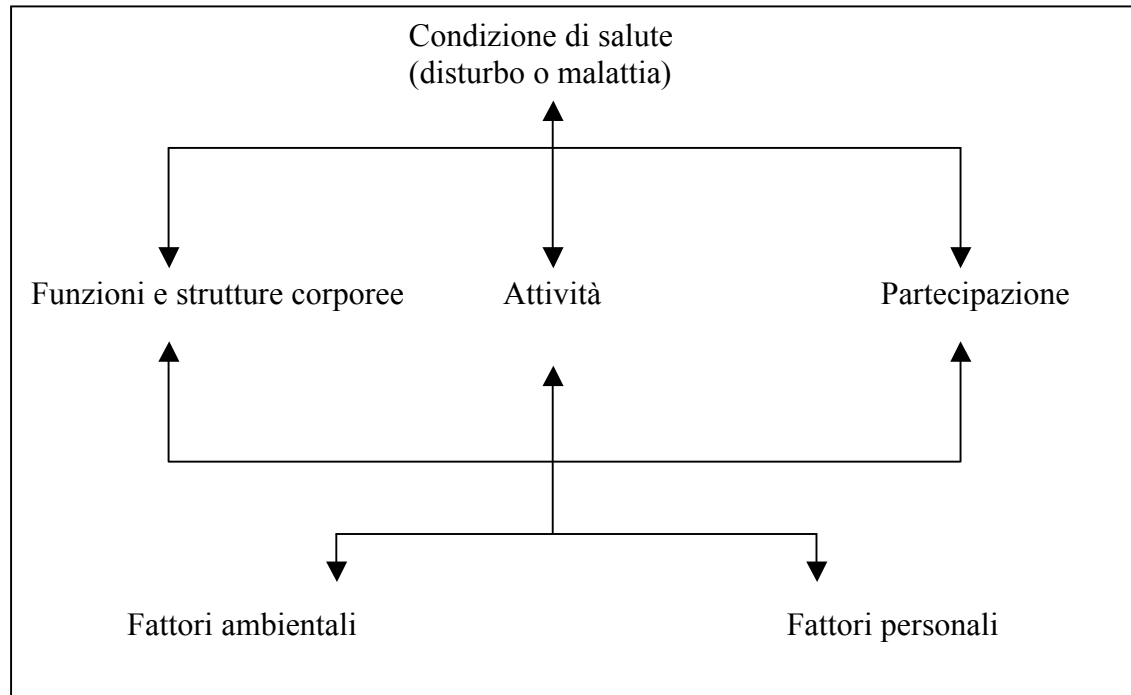 Condizione di salute
(disturbo o malattia)
Funzioni e strutture corporee Attività Partecipazione
Fattori ambientali Fattori personali